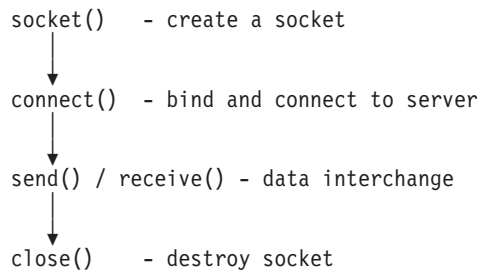 socket() - create a socket
connect() - bind and connect to server
send() / receive() - data interchange
close() - destroy socket